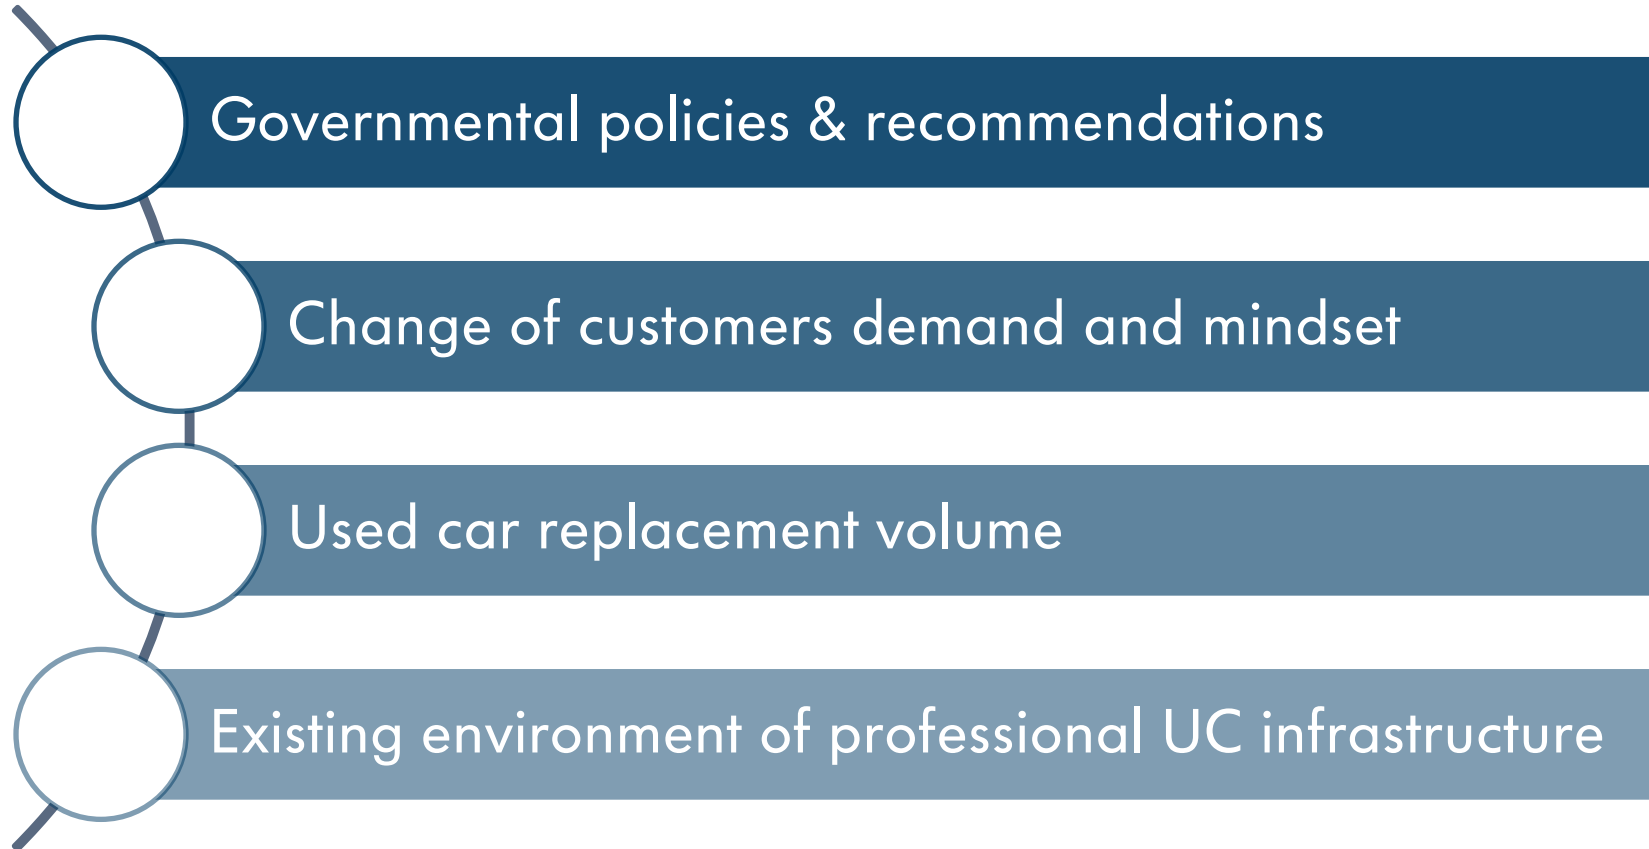 Governmental policies & recommendations
Change of customers demand and mindset
Used car replacement volume
Existing environment of professional UC infrastructure